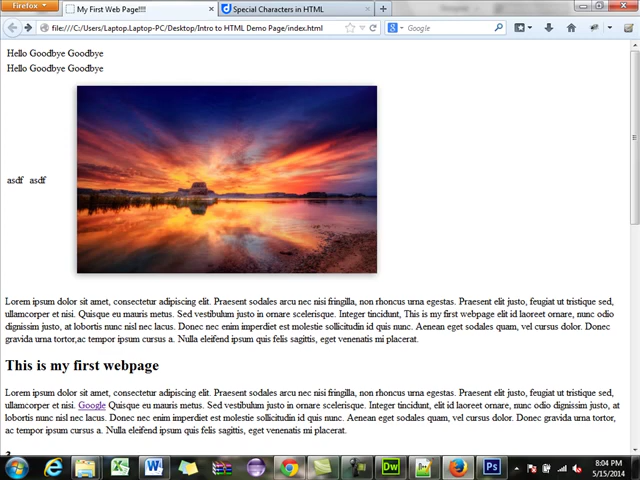 Firefox
My First Web Page!!!!
Special Characters in HTML
file:///C:/Users/Laptop.Laptop-PC/Desktop/Intro to HTML Demo Page/index.html
Google
Hello Goodbye Goodbye
Hello Goodbye Goodbye
asdf asdf
Lorem ipsum dolor sit amet, consectetur adipiscing elit. Praesent sodales arcu nec nisi fringilla, non rhoncus urna egestas. Praesent elit justo, feugiat ut tristique sed,
ullamcorper et nisi. Quisque eu mauris urna. Sed vestibulum justo in ornare scelerisque. Integer tincidunt, This is my first webpage elit id laoreet ornare, nunc odio
dignissim justo, at lobortis nunc nisl nec lacus. Donec nec enim imperdiet est molestie sollicitudin id quis nunc. Aenean eget sodales quam, vel cursus dolor. Donec
gravida urna tortor,ac tempor ipsum cursus a. Nulla eleifend ipsum quis felis sagittis, eget venenatis mi placerat.
This is my first webpage
Lorem ipsum dolor sit amet, consectetur adipiscing elit. Praesent sodales arcu nec nisi fringilla, non rhoncus urna egestas. Praesent elit justo, feugiat ut tristique sed,
ullamcorper et nisi. Google Quisque eu mauris urna. Sed vestibulum justo in ornare scelerisque. Integer tincidunt, elit id laoreet ornare, nunc odio dignissim justo, at
lobortis nunc nisl nec lacus. Donec nec enim imperdiet est molestie sollicitudin id quis nunc. Aenean eget sodales quam, vel cursus dolor. Donec gravida urna tortor,
ac tempor ipsum cursus a. Nulla eleifend ipsum quis felis sagittis, eget venenatis mi placerat.
Dw
Ps
8:04 PM
5/15/2014